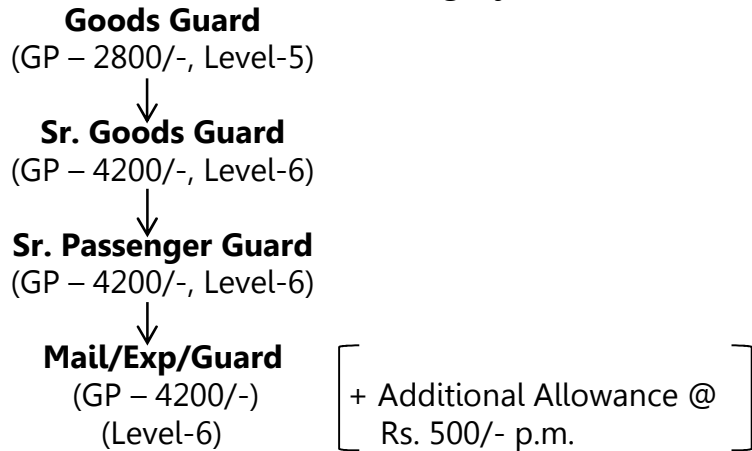 Goods Guard
(GP – 2800/-, Level-5)
Sr. Goods Guard
(GP – 4200/-, Level-6)
Sr. Passenger Guard
(GP – 4200/-, Level-6)
Mail/Exp/Guard
(GP – 4200/-) + Additional Allowance @
(Level-6) Rs. 500/- p.m.